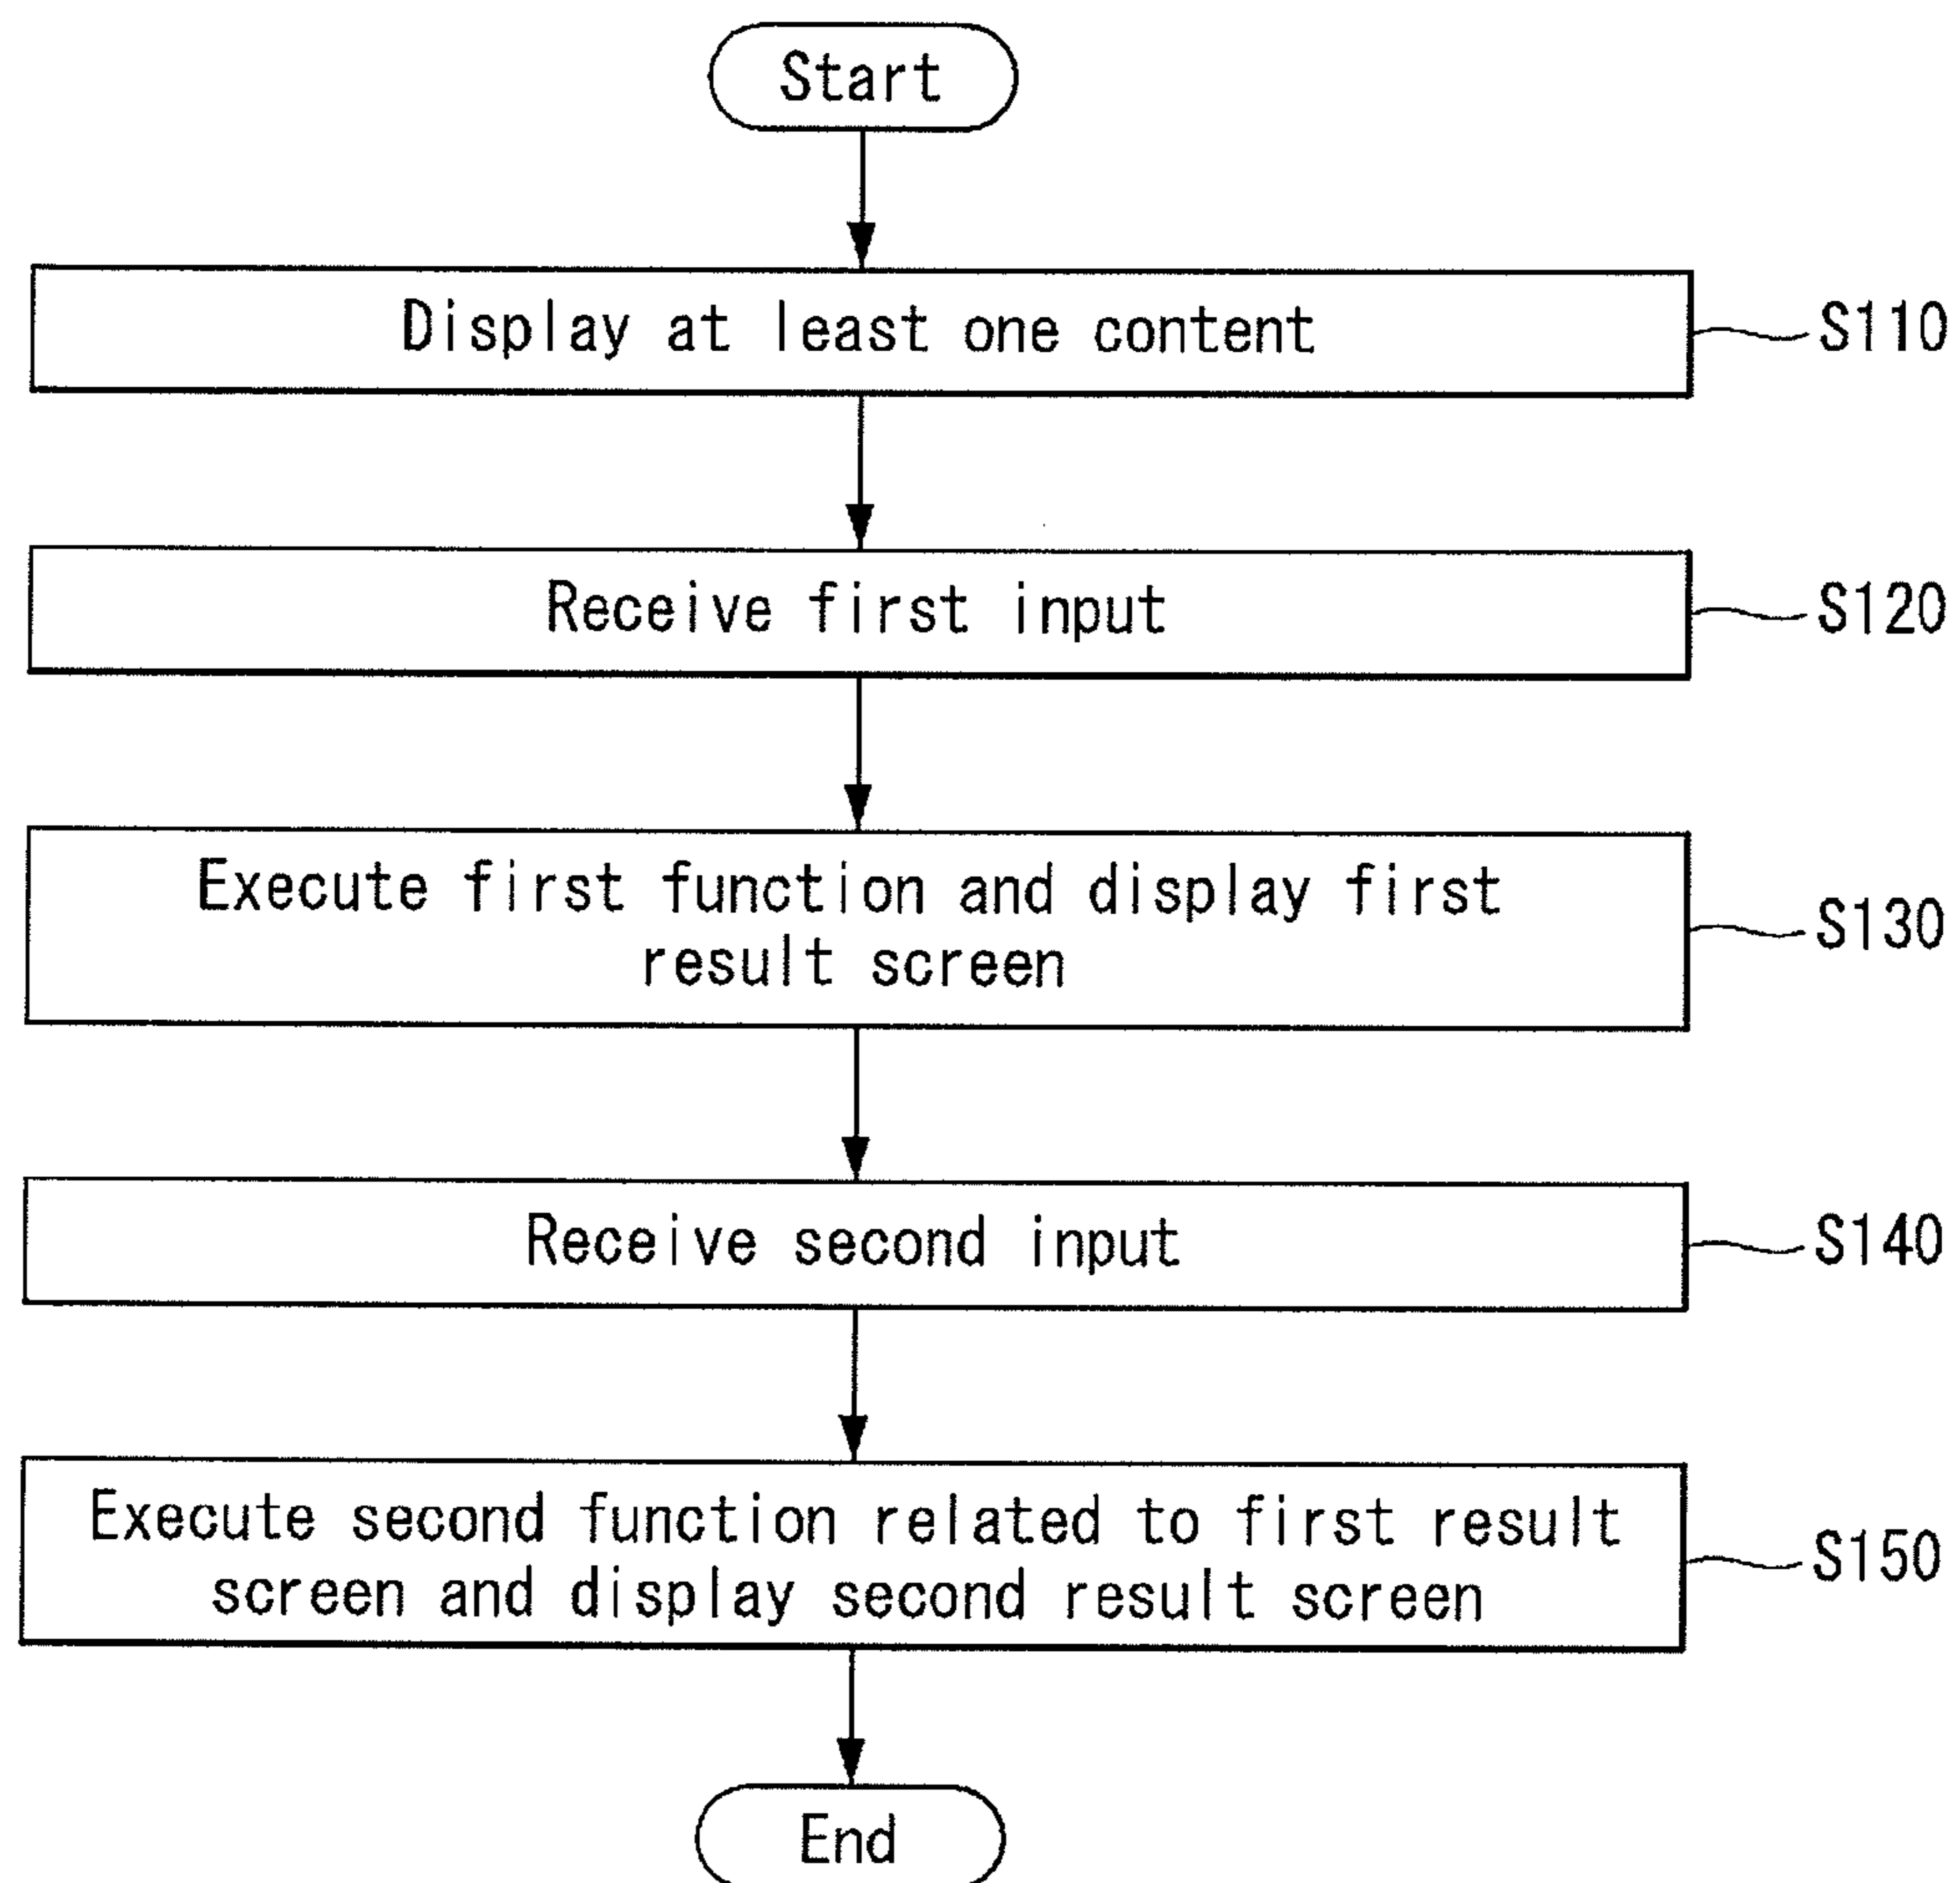 Start
Display at least one content
S110
Receive first input
S120
Execute first function and display first
result screen
S130
Receive second input
S140
Execute second function related to first result
screen and display second result screen
S150
End